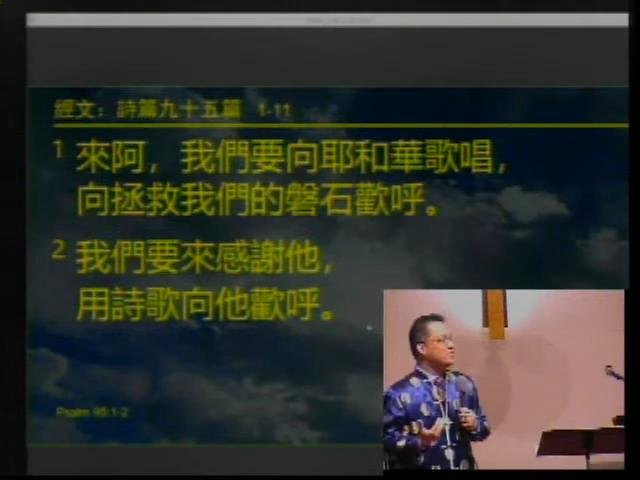 經文：詩篇九十五篇 1-11
1 來阿，我們要向耶和華歌唱，
向拯救我們的磐石歡呼。
2 我們要來感謝他，
用詩歌向他歡呼。
Psalm 95:1-2